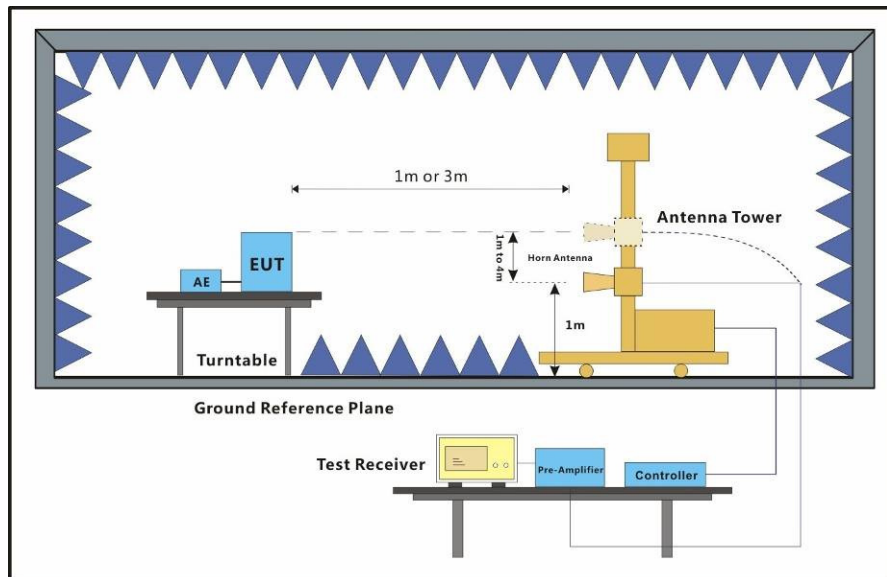 1m or 3m
Antenna Tower
1m to 4m
Horn Antenna
EUT
AE
1m
Turntable
Ground Reference Plane
Test Receiver
Pre-Amplifier
Controller